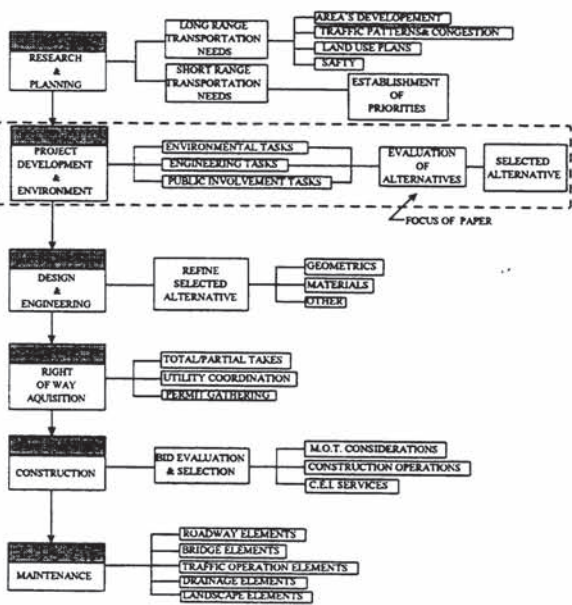 RESEARCH
&
PLANNING
LONG RANGE
TRANSPORTATION
NEEDS
AREA'S DEVELOPEMENT
TRAFFIC PATTERNS& CONGESTION
LAND USE PLANS
SAFTY
SHORT RANGE
TRANSPORTATION
NEEDS
ESTABLISHMENT
OF
PRIORITIES
PROJECT
DEVELOPMENT
&
ENVIRONMENT
ENVIRONMENTAL TASKS
ENGINEERING TASKS
PUBLIC INVOLVEMENT TASKS
EVALUATION
OF
ALTERNATIVES
SELECTED
ALTERNATIVE
FOCUS OF PAPER
DESIGN
&
ENGINEERING
REFINE
SELECTED
ALTERNATIVE
GEOMETRICS
MATERIALS
OTHER
RIGHT
OF WAY
AQUISITION
TOTAL/PARTIAL TAKES
UTILITY COORDINATION
PERMIT GATHERING
CONSTRUCTION
BID EVALUATION
& SELECTION
M.O.T. CONSIDERATIONS
CONSTRUCTION OPERATIONS
C.E.I. SERVICES
MAINTENANCE
ROADWAY ELEMENTS
BRIDGE ELEMENTS
TRAFFIC OPERATION ELEMENTS
DRAINAGE ELEMENTS
LANDSCAPE ELEMENTS